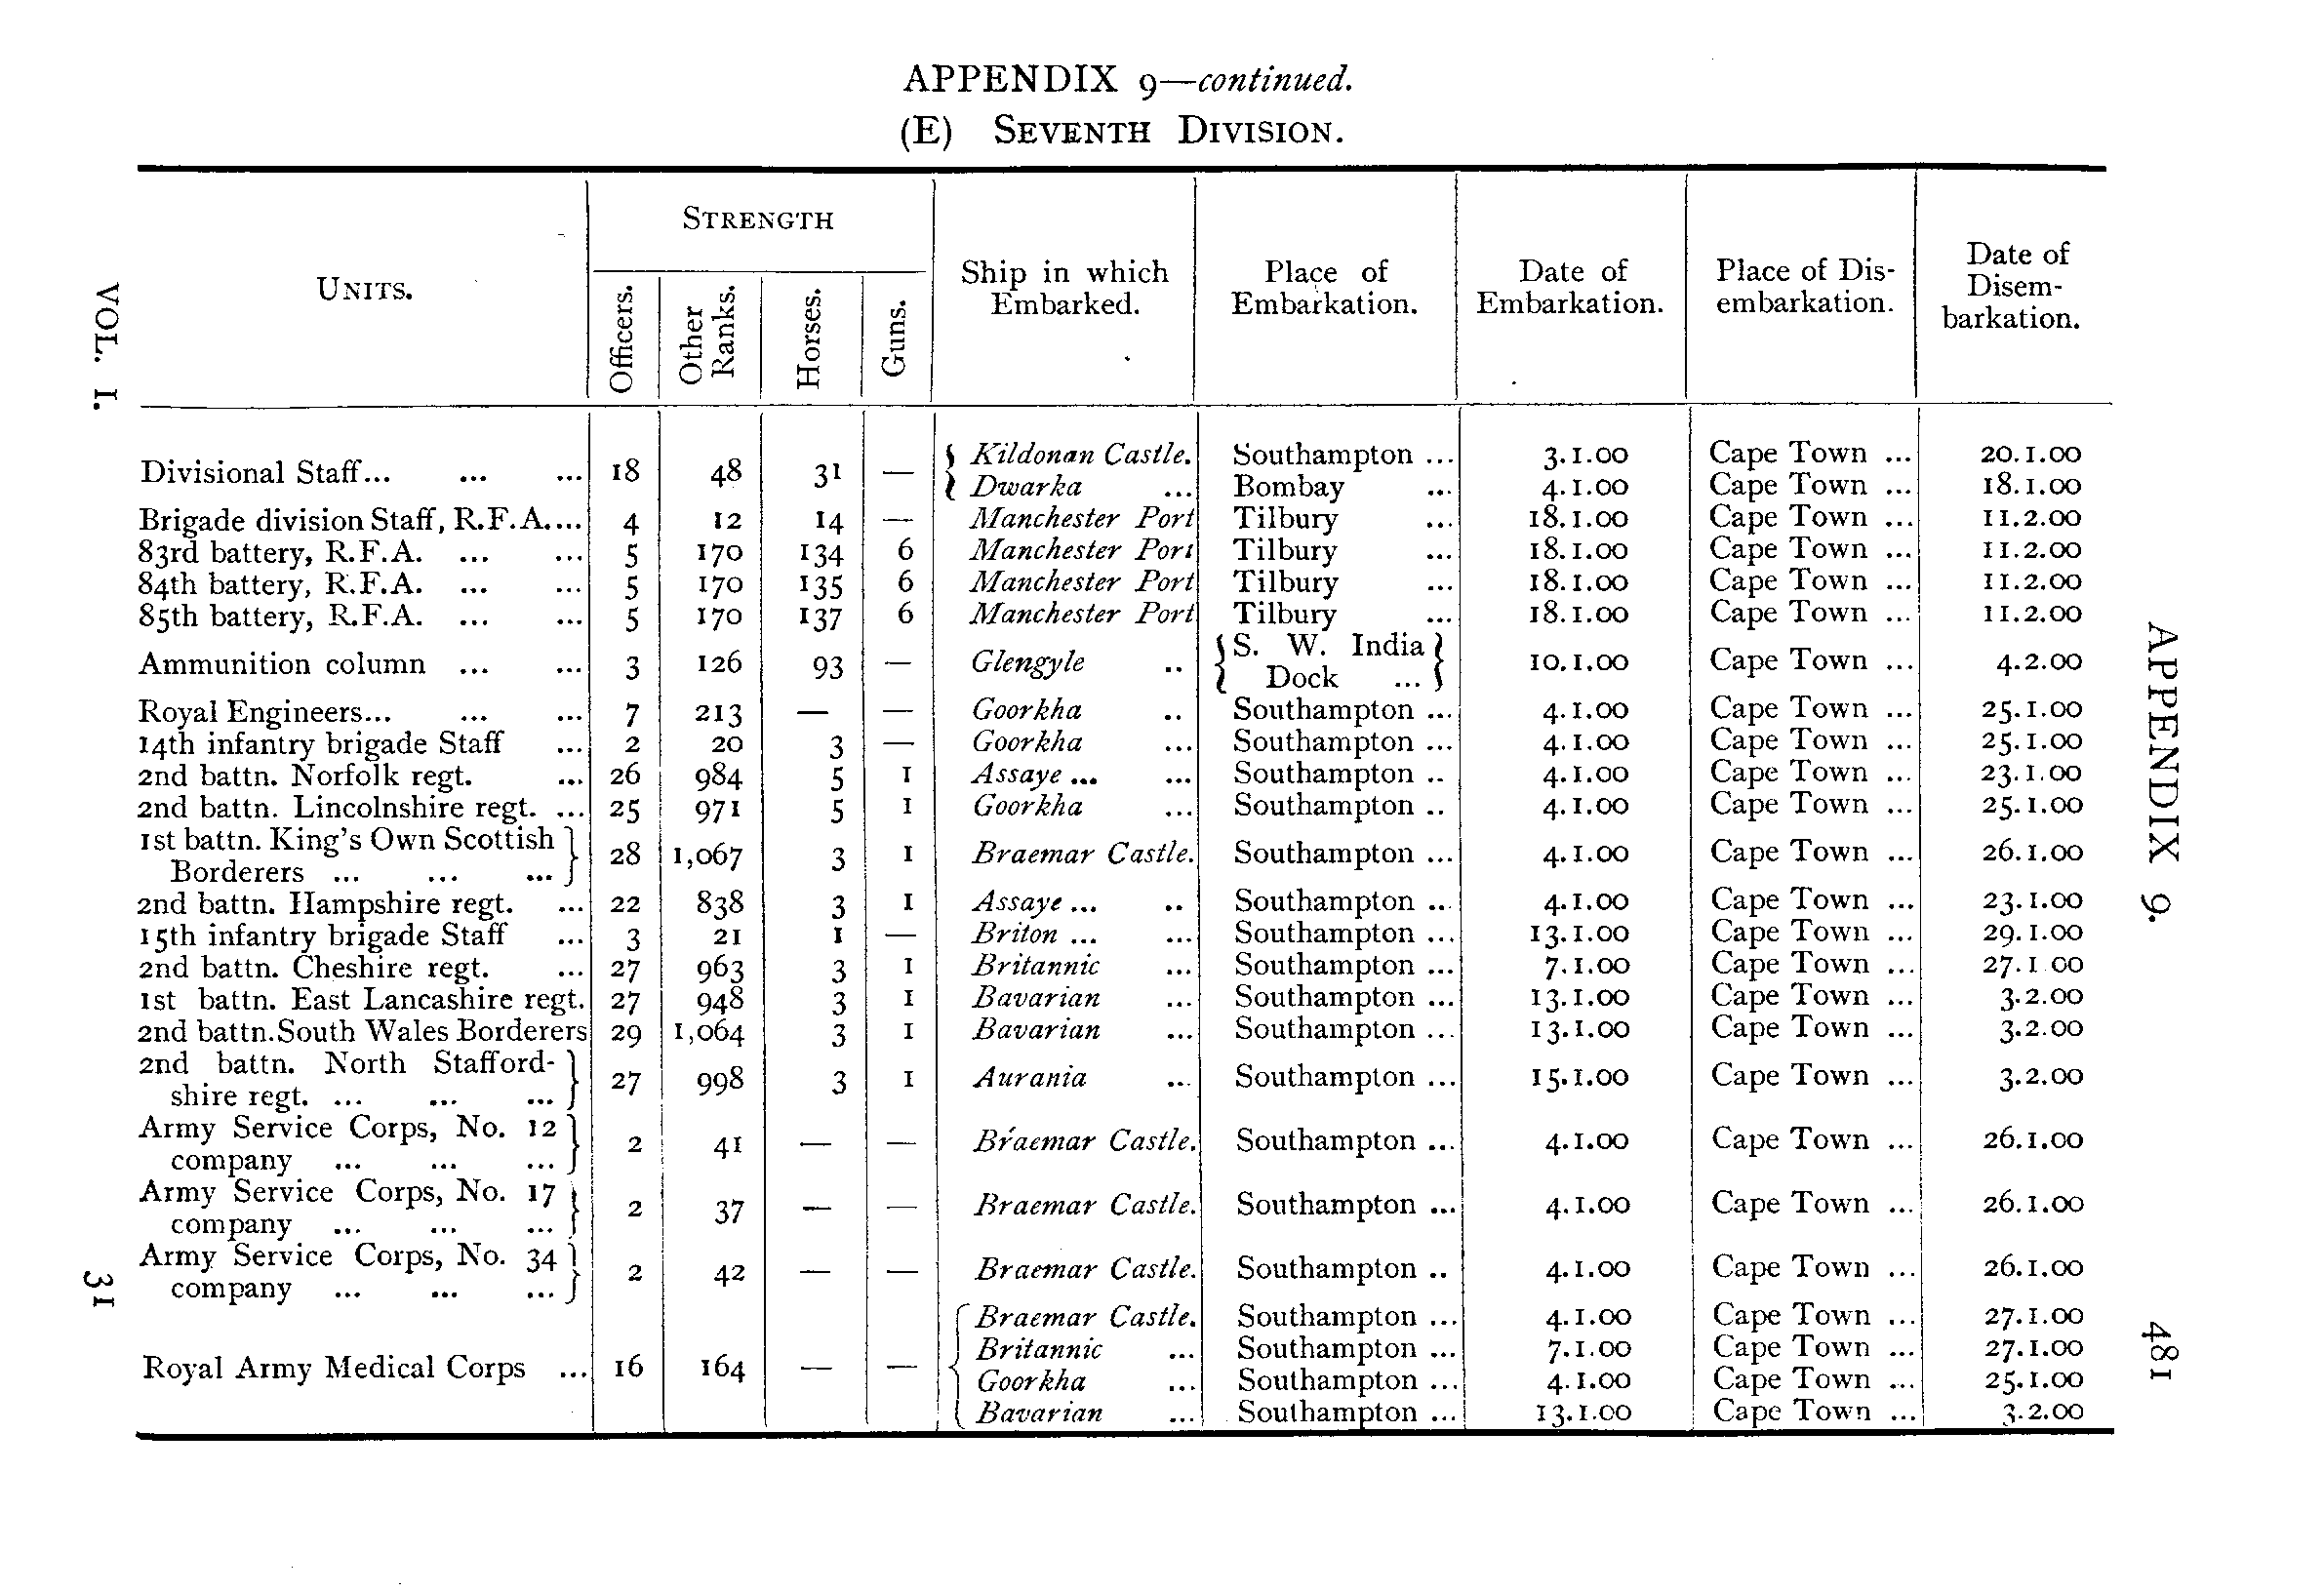 APPENDIX 9—continued.
(E) SEVENTH DIVISION.
UNITS.
STRENGTH
Officers.
Other Ranks.
Horses.
Guns.
Ship in which Embarked.
Place of Embarkation.
Date of Embarkation.
Place of Dis-embarkation.
Date of Disem-barkation.
Divisional Staff... ... ... 18 48 31 — { Kildonan Castle. Southampton ... 3.1.00 Cape Town ... 20.1.00
Dwarka ... Bombay ... 4.1.00 Cape Town ... 18.1.00
Brigade division Staff, R.F.A.... 4 12 14 — Manchester Port Tilbury ... 18.1.00 Cape Town ... 11.2.00
83rd battery, R.F.A. ... ... 5 170 134 6 Manchester Port Tilbury ... 18.1.00 Cape Town ... 11.2.00
84th battery, R.F.A. ... ... 5 170 135 6 Manchester Port Tilbury ... 18.1.00 Cape Town ... 11.2.00
85th battery, R.F.A. ... ... 5 170 137 6 Manchester Port Tilbury ... 18.1.00 Cape Town ... 11.2.00
Ammunition column ... ... 3 126 93 — Glengyle .. { S. W. India Dock ... } 10.1.00 Cape Town ... 4.2.00
Royal Engineers... ... ... 7 213 — — Goorkha .. Southampton ... 4.1.00 Cape Town ... 25.1.00
14th infantry brigade Staff ... 2 20 3 — Goorkha ... Southampton ... 4.1.00 Cape Town ... 25.1.00
2nd battn. Norfolk regt. ... 26 984 5 1 Assaye ... ... Southampton .. 4.1.00 Cape Town ... 23.1.00
2nd battn. Lincolnshire regt. ... 25 971 5 1 Goorkha ... Southampton .. 4.1.00 Cape Town ... 25.1.00
1st battn. King's Own Scottish
Borderers ... ... ... } 28 1,067 3 1 Braemar Castle. Southampton ... 4.1.00 Cape Town ... 26.1.00
2nd battn. Hampshire regt. ... 22 838 3 1 Assaye ... .. Southampton .. 4.1.00 Cape Town ... 23.1.00
15th infantry brigade Staff ... 3 21 1 — Briton ... ... Southampton ... 13.1.00 Cape Town ... 29.1.00
2nd battn. Cheshire regt. ... 27 963 3 1 Britannic ... Southampton ... 7.1.00 Cape Town ... 27.1 00
1st battn. East Lancashire regt. 27 948 3 1 Bavarian ... Southampton ... 13.1.00 Cape Town ... 3.2.00
2nd battn. South Wales Borderers 29 1,064 3 1 Bavarian ... Southampton ... 13.1.00 Cape Town ... 3.2.00
2nd battn. North Stafford-
shire regt. ... ... ... } 27 998 3 1 Aurania ... Southampton ... 15.1.00 Cape Town ... 3.2.00
Army Service Corps, No. 12
company ... ... ... } 2 41 — — Braemar Castle. Southampton ... 4.1.00 Cape Town ... 26.1.00
Army Service Corps, No. 17
company ... ... ... } 2 37 — — Braemar Castle. Southampton ... 4.1.00 Cape Town ... 26.1.00
Army Service Corps, No. 34
company ... ... ... } 2 42 — — Braemar Castle. Southampton .. 4.1.00 Cape Town ... 26.1.00
Royal Army Medical Corps ... 16 164 — — { Braemar Castle. Southampton ... 4.1.00 Cape Town ... 27.1.00
Britannic ... Southampton ... 7.1.00 Cape Town ... 27.1.00
Goorkha ... Southampton ... 4.1.00 Cape Town ... 25.1.00
Bavarian ... Southampton ... 13.1.00 Cape Town ... 3.2.00
VOL. I.
31
APPENDIX 9.
481